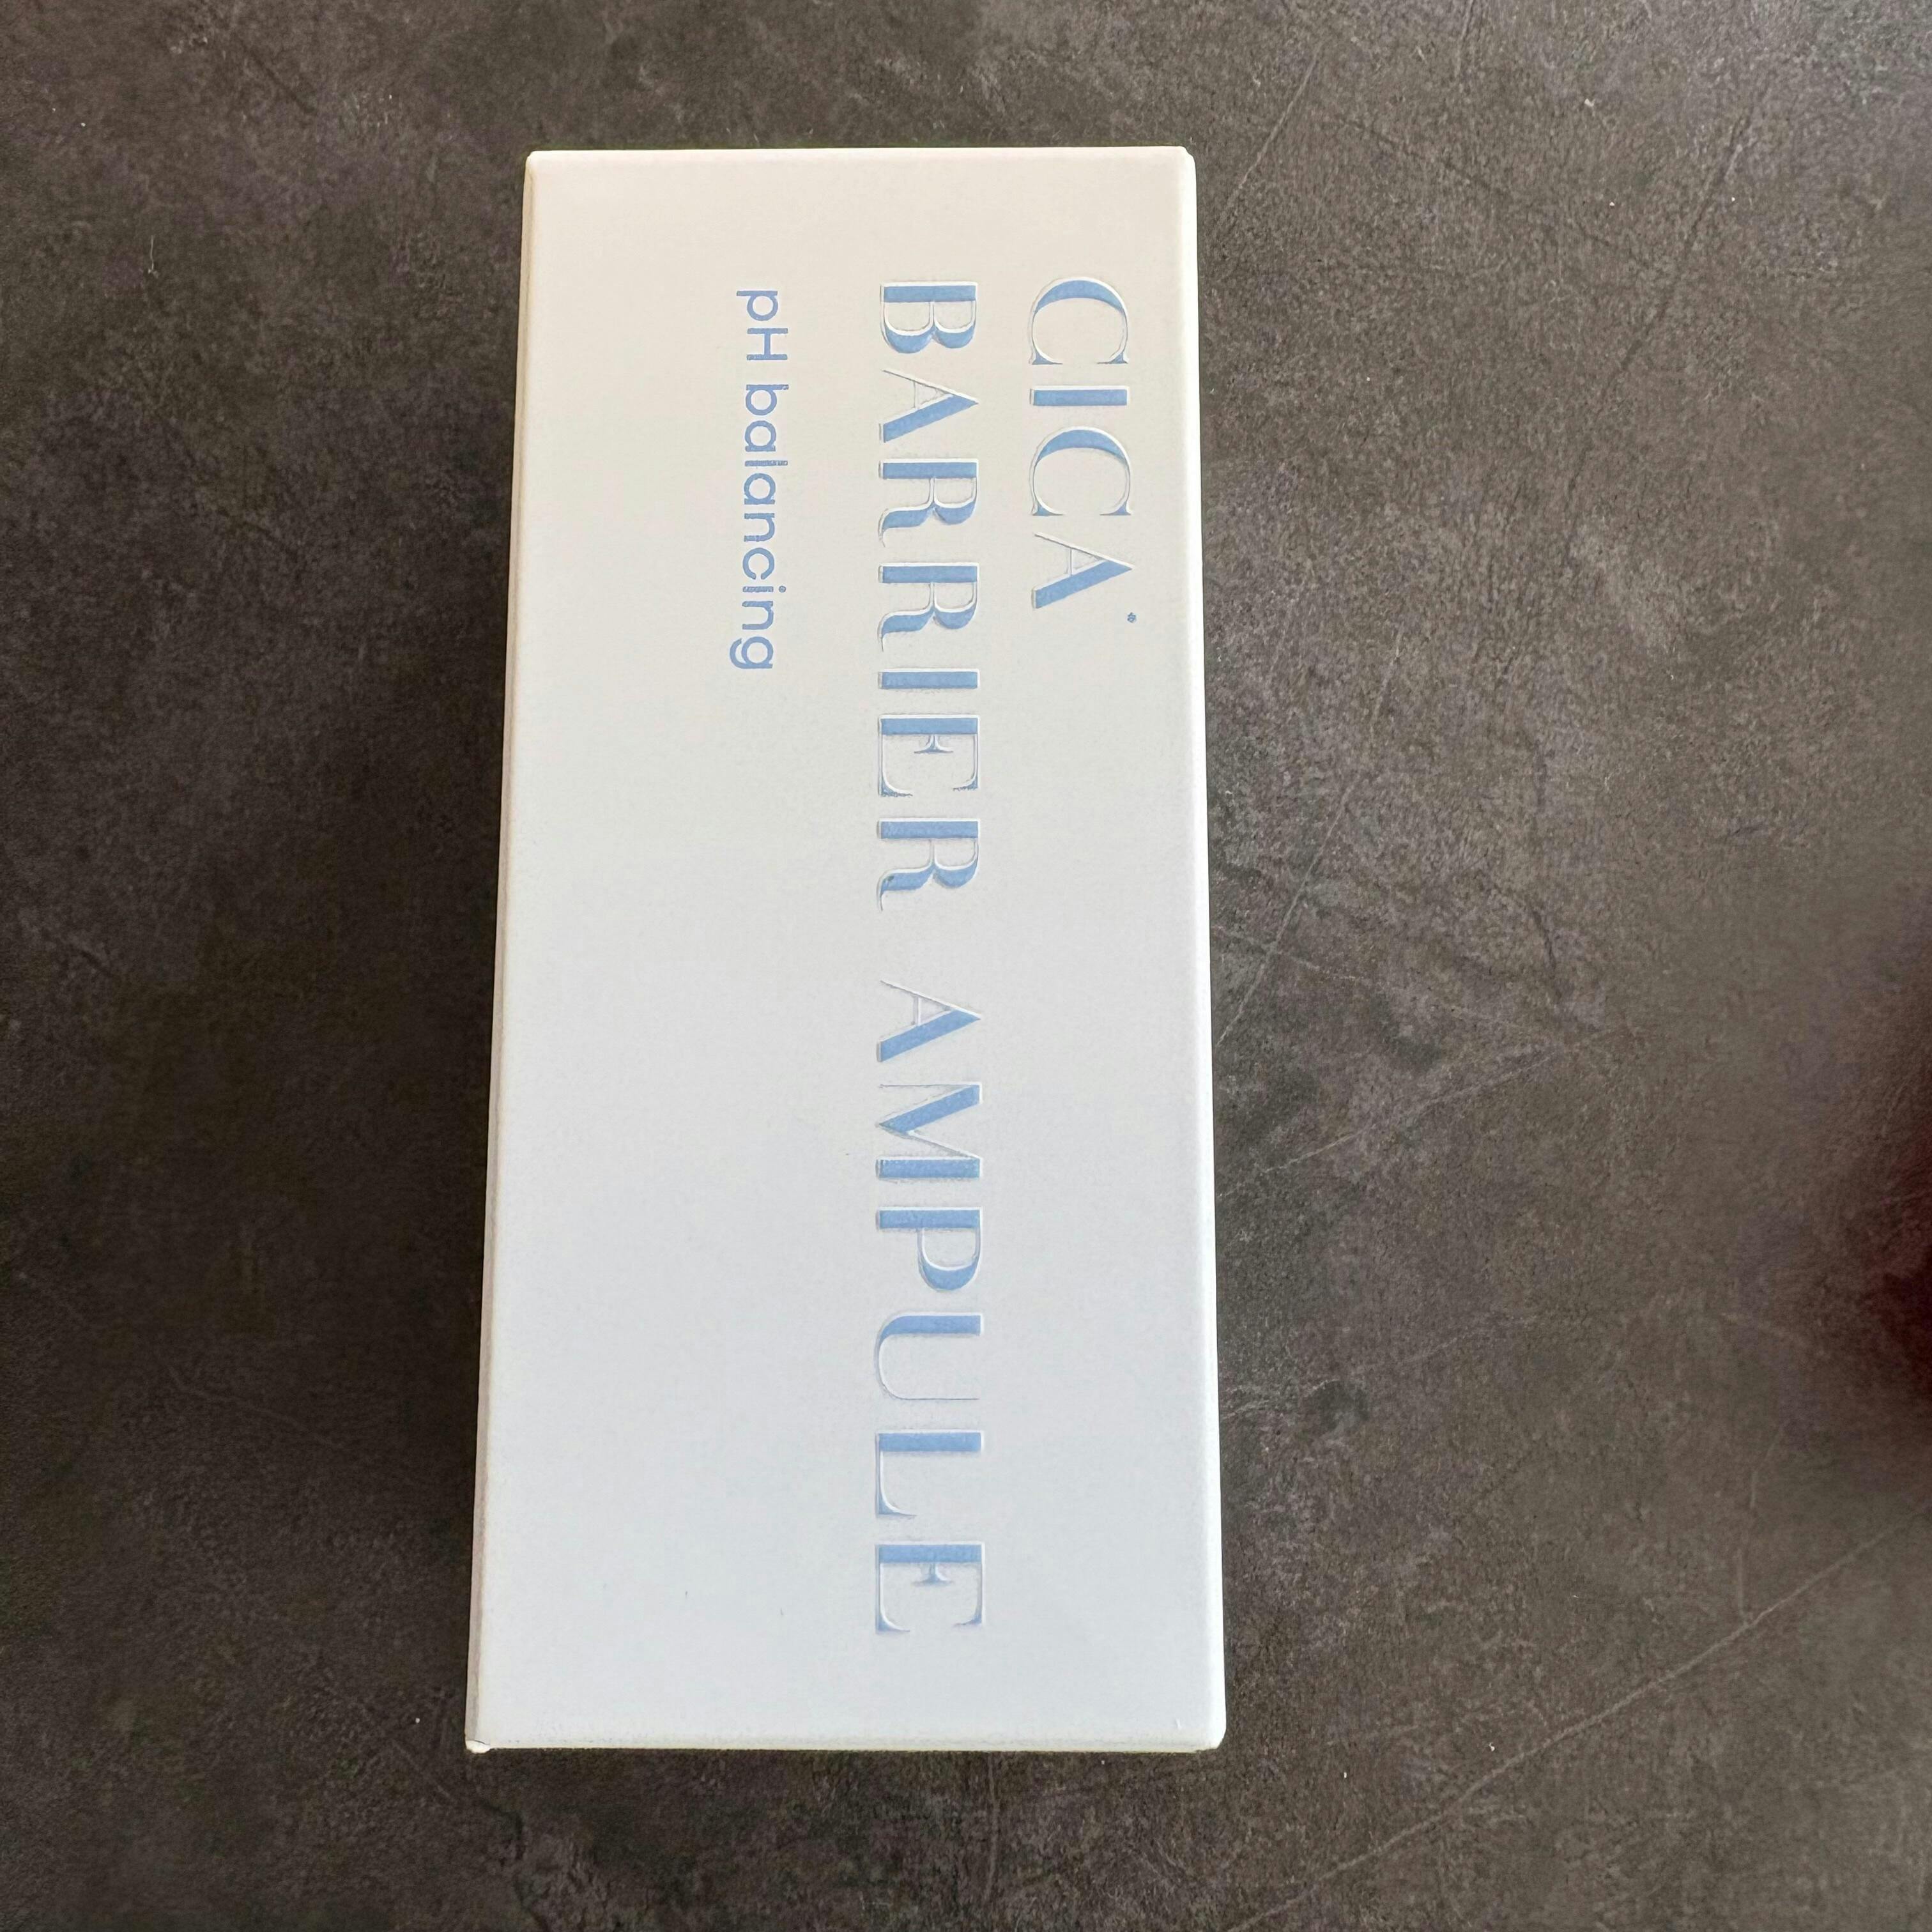 CICA*
BARRIER AMPULE
pH balancing